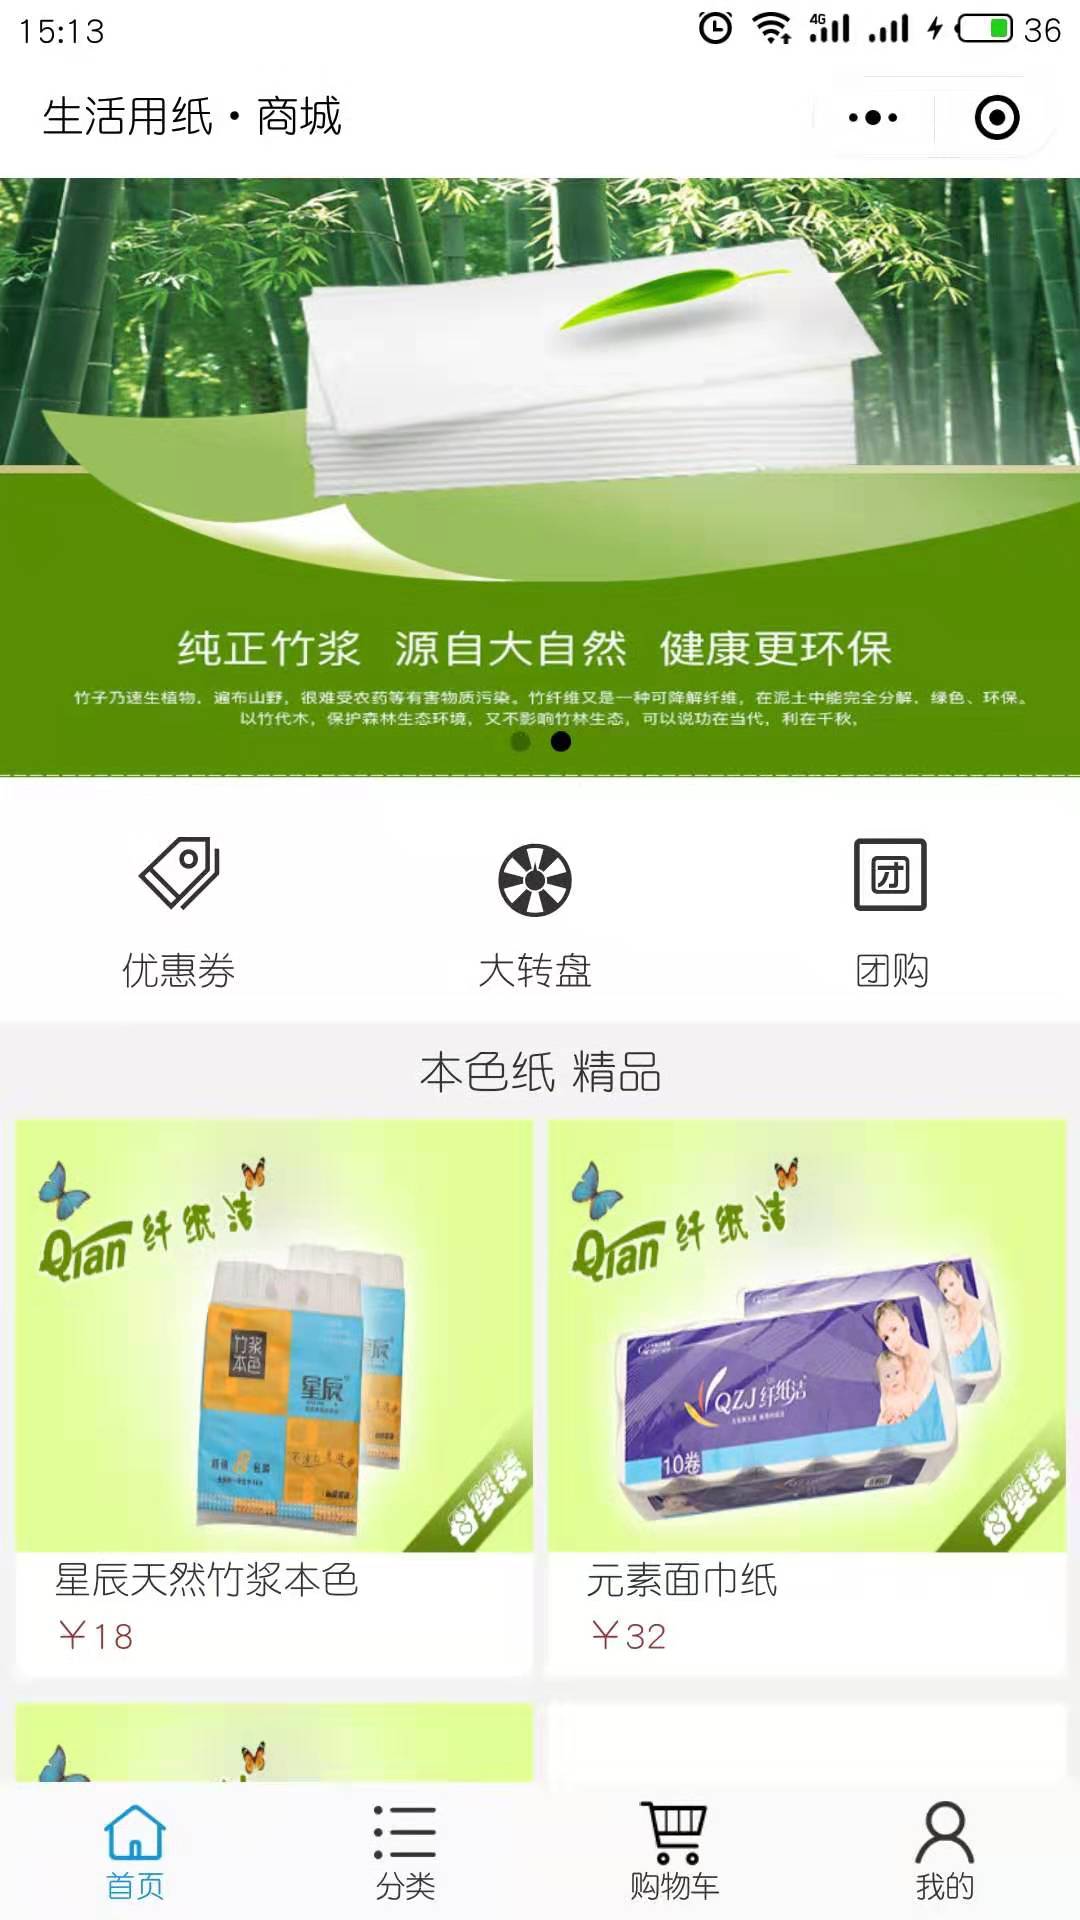 15:13
4G
36
生活用纸·商城
纯正竹浆 源自大自然 健康更环保
竹子乃速生植物，遍布山野，很难受农药等有害物质污染。竹纤维又是一种可降解纤维，在泥土中能完全分解、绿色、环保。
以竹代木，保护森林生态环境，又不影响竹林生态，可以说功在当代，利在千秋，
团
优惠券
大转盘
团购
本色纸 精品
Qian 纤纸洁
竹浆
本色
星辰
母婴装
Qian 纤纸洁
QZJ纤纸洁
10卷
母婴装
星辰天然竹浆本色
￥18
元素面巾纸
￥32
首页
分类
购物车
我的